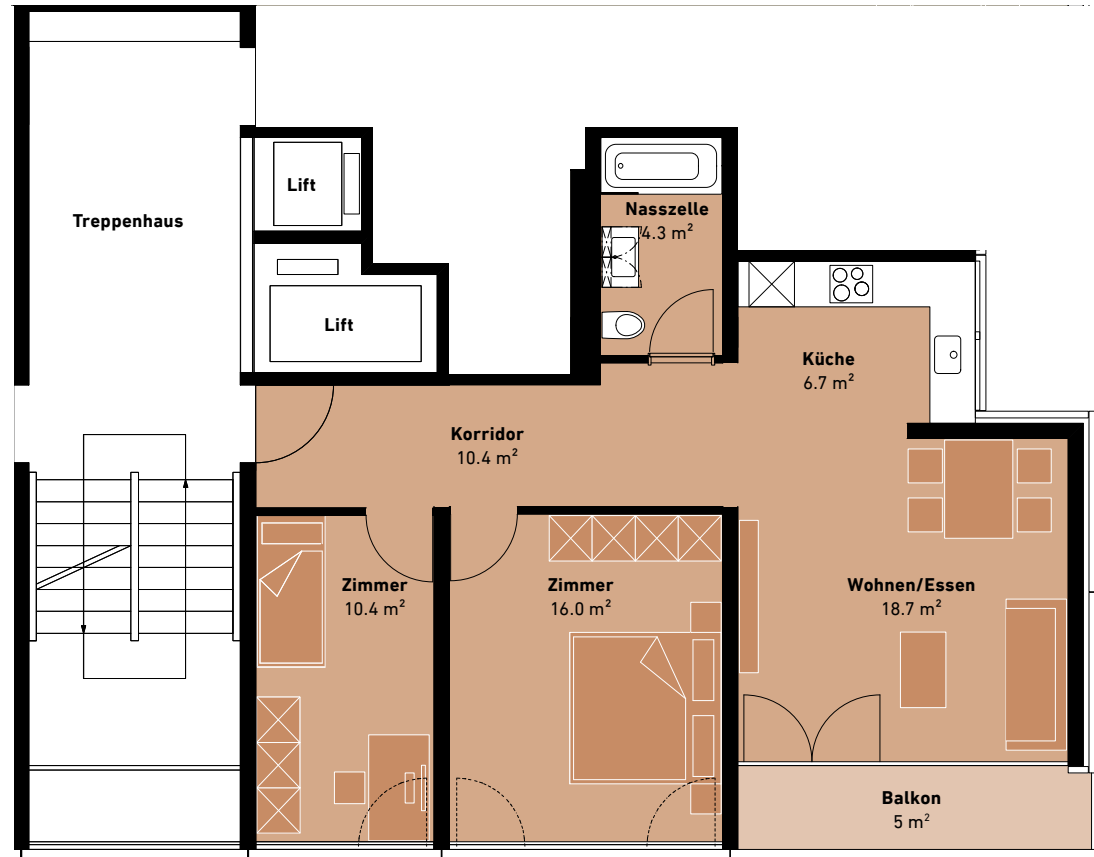 Lift
Treppenhaus
Nasszelle
4.3 m²
Lift
Küche
6.7 m²
Korridor
10.4 m²
Zimmer
10.4 m²
Zimmer
16.0 m²
Wohnen/Essen
18.7 m²
Balkon
5 m²